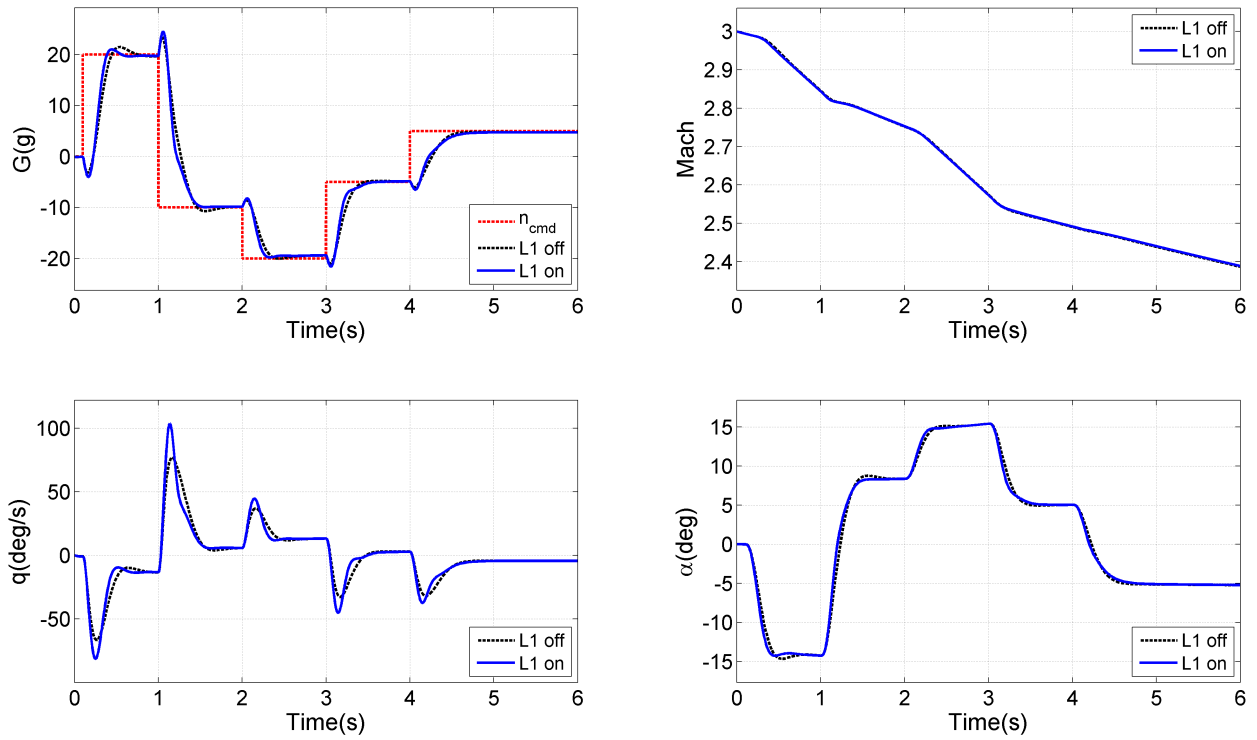 G(g)
20
10
0
-10
-20
0 1 2 3 4 5 6
Time(s)
n_cmd
L1 off
L1 on
Mach
3
2.9
2.8
2.7
2.6
2.5
2.4
0 1 2 3 4 5 6
Time(s)
L1 off
L1 on
q(deg/s)
100
50
0
-50
0 1 2 3 4 5 6
Time(s)
L1 off
L1 on
α(deg)
15
10
5
0
-5
-10
-15
0 1 2 3 4 5 6
Time(s)
L1 off
L1 on